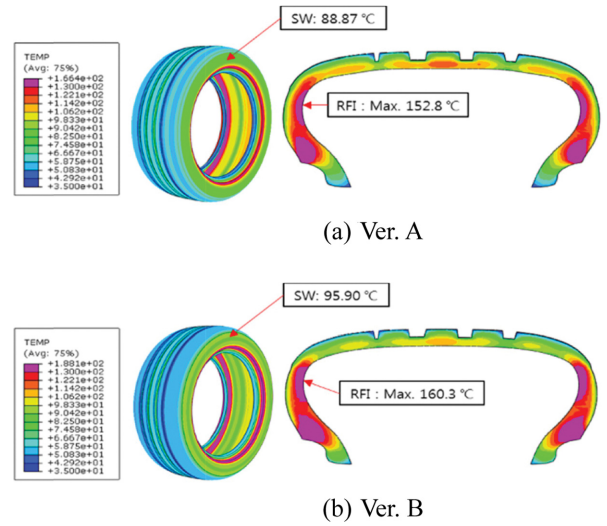 SW: 88.87 ℃
TEMP
(Avg: 75%)
+1.664e+02
+1.300e+02
+1.221e+02
+1.142e+02
+1.062e+02
+9.833e+01
+9.042e+01
+8.250e+01
+7.458e+01
+6.667e+01
+5.875e+01
+5.083e+01
+4.292e+01
+3.500e+01
RFI : Max. 152.8 ℃
(a) Ver. A
SW: 95.90 ℃
TEMP
(Avg: 75%)
+1.881e+02
+1.300e+02
+1.221e+02
+1.142e+02
+1.062e+02
+9.833e+01
+9.042e+01
+8.250e+01
+7.458e+01
+6.667e+01
+5.875e+01
+5.083e+01
+4.292e+01
+3.500e+01
RFI : Max. 160.3 ℃
(b) Ver. B